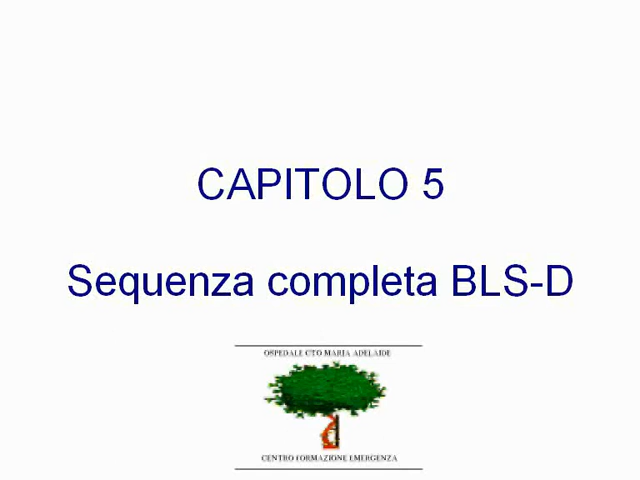 CAPITOLO 5
Sequenza completa BLS-D
OSPEDALE CTO MARIA ADELAIDE
CENTRO FORMAZIONE EMERGENZA